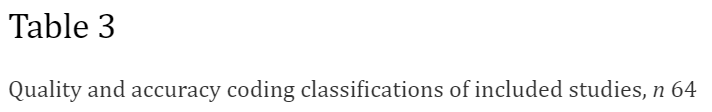 Table 3
Quality and accuracy coding classifications of included studies, n 64